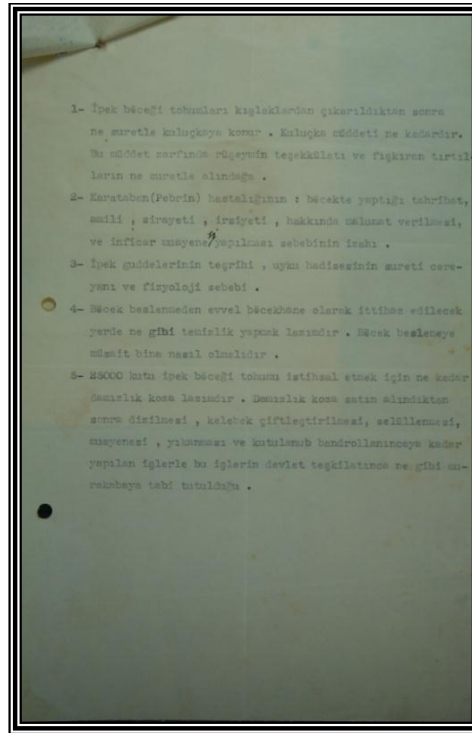 1- İpek böceği tohumları kışlaklardan çıkarıldıktan sonra
ne suretle kuluçkaya konur . Kuluçka müddeti ne kadardır.
Bu müddet zarfında rüşeymin teşekkülatı ve fışkıran tırtıl-
ların ne suretle alındığı .
2- Karataban(Pebrin) hastalığının : böcekte yaptığı tahribat,
amili , sirayeti , irsiyeti , hakkında malumat verilmesi,
ve inficar muayene yapılması sebebinin izahı .
3- İpek guddelerinin teşrihi , uyku hadisesinin sureti cere-
yanı ve fizyoloji sebebi .
4- Böcek beslenmeden evvel böcekhane olarak ittihaz edilecek
yerde ne gibi temizlik yapmak lazımdır . Böcek beslemeye
müsait bina nasıl olmalıdır .
5- 25000 kutu ipek böceği tohumu istihsal etmek için ne kadar
damızlık koza lazımdır . Damızlık koza satın alındıktan
sonra dizilmesi , kelebek çiftleştirilmesi, selüllenmesi,
muayenesi , yıkanması ve kutulanub bandrollanıncaya kadar
yapılan işlerle bu işlerin devlet teşkilatınca ne gibi mu-
rakabaya tabi tutulduğu .